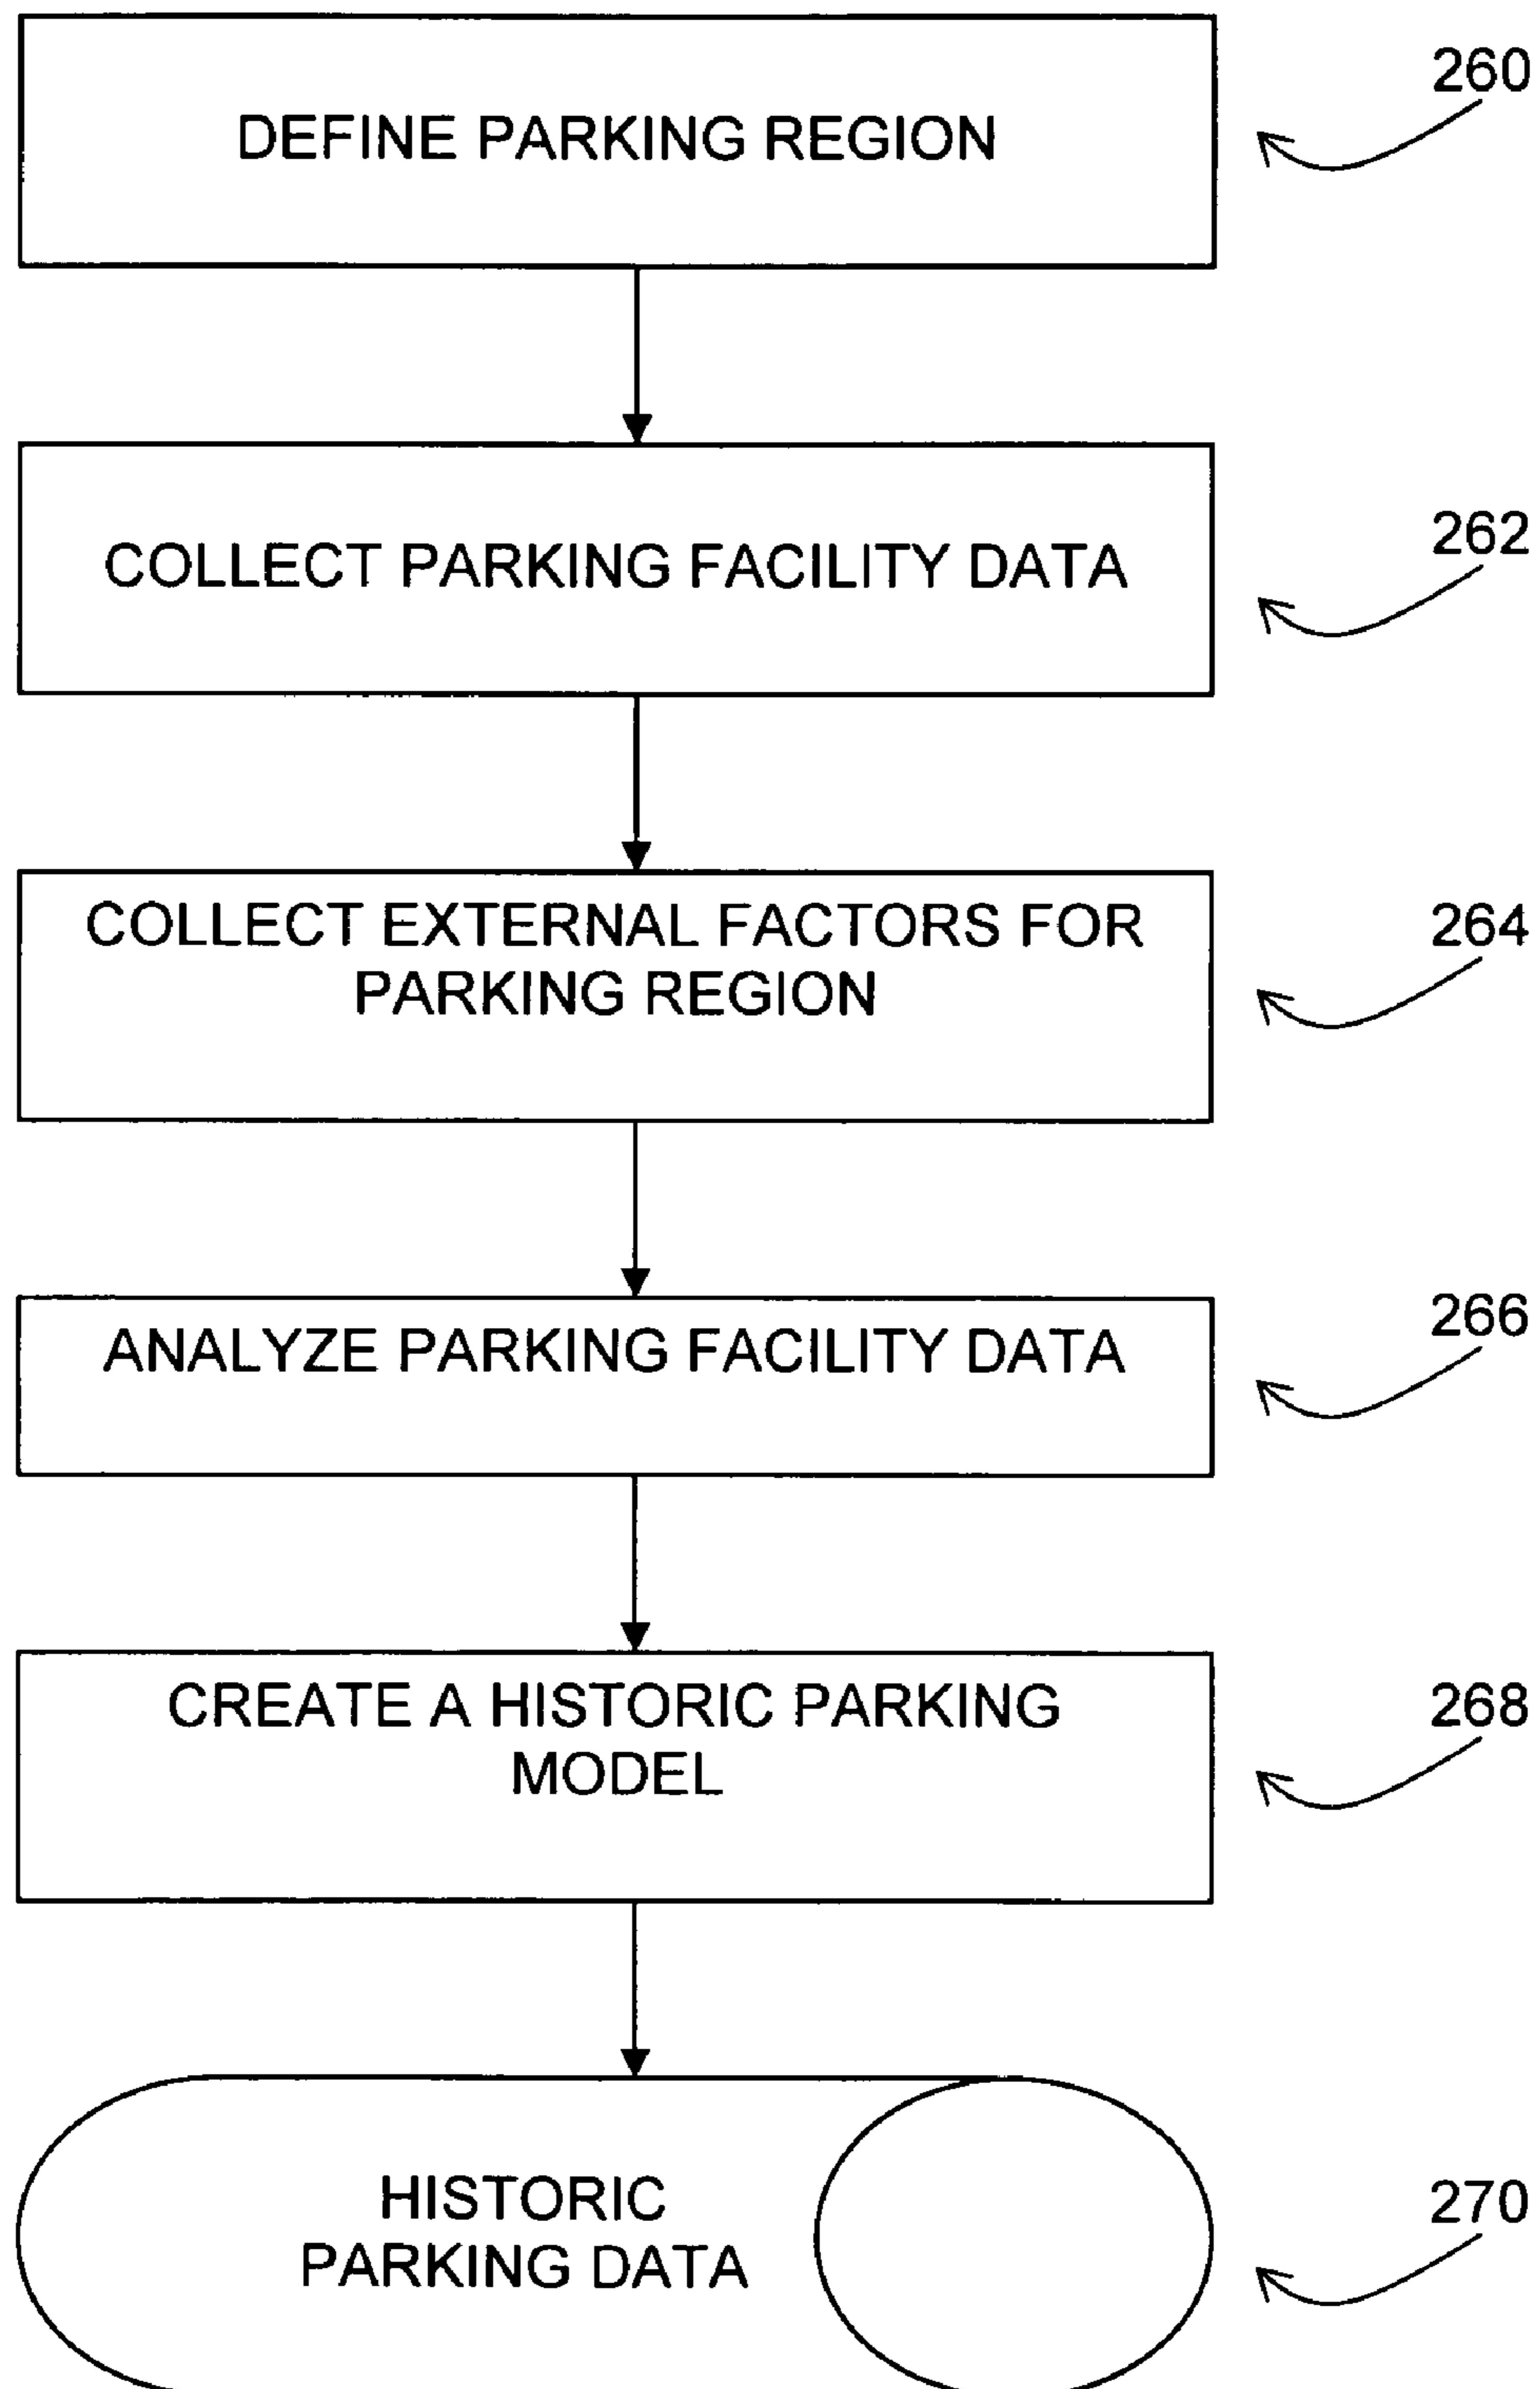 DEFINE PARKING REGION
260
COLLECT PARKING FACILITY DATA
262
COLLECT EXTERNAL FACTORS FOR
PARKING REGION
264
ANALYZE PARKING FACILITY DATA
266
CREATE A HISTORIC PARKING
MODEL
268
HISTORIC
PARKING DATA
270